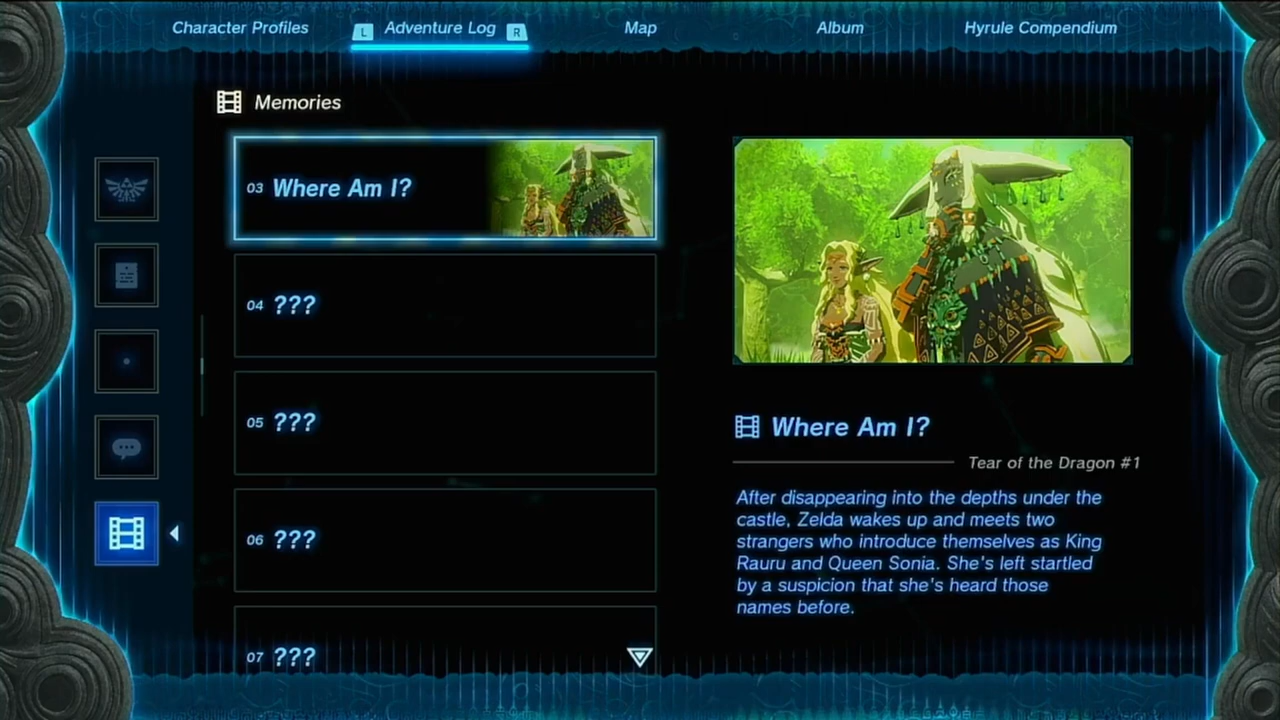 Character Profiles
L Adventure Log R
Map
Album
Hyrule Compendium
Memories
03 Where Am I?
04 ???
05 ???
06 ???
07 ???
Where Am I?
Tear of the Dragon #1
After disappearing into the depths under the
castle, Zelda wakes up and meets two
strangers who introduce themselves as King
Rauru and Queen Sonia. She's left startled
by a suspicion that she's heard those
names before.